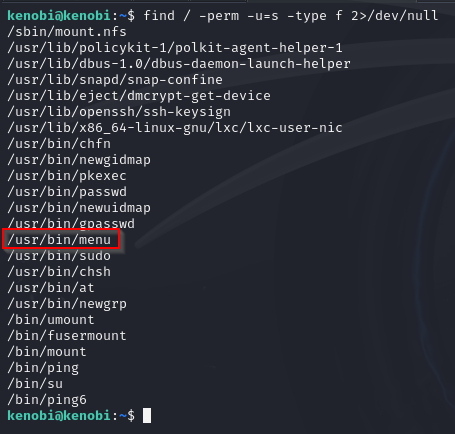 kenobi@kenobi:~$ find / -perm -u=s -type f 2>/dev/null
/sbin/mount.nfs
/usr/lib/policykit-1/polkit-agent-helper-1
/usr/lib/dbus-1.0/dbus-daemon-launch-helper
/usr/lib/snapd/snap-confine
/usr/lib/eject/dmcrypt-get-device
/usr/lib/openssh/ssh-keysign
/usr/lib/x86_64-linux-gnu/lxc/lxc-user-nic
/usr/bin/chfn
/usr/bin/newgidmap
/usr/bin/pkexec
/usr/bin/passwd
/usr/bin/newuidmap
/usr/bin/gpasswd
/usr/bin/menu
/usr/bin/sudo
/usr/bin/chsh
/usr/bin/at
/usr/bin/newgrp
/bin/umount
/bin/fusermount
/bin/mount
/bin/ping
/bin/su
/bin/ping6
kenobi@kenobi:~$